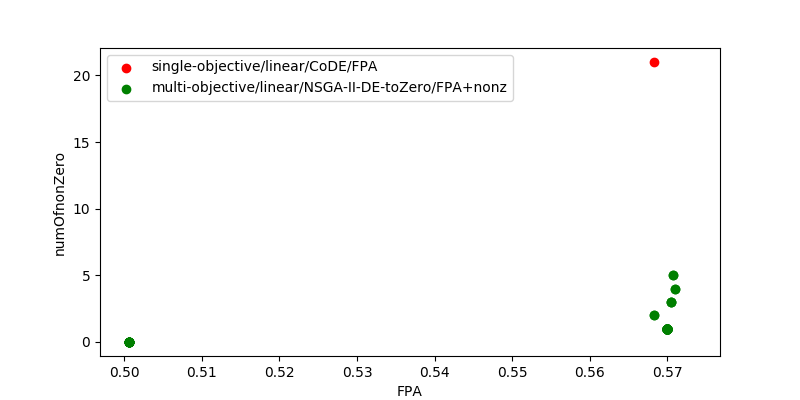 single-objective/linear/CoDE/FPA
multi-objective/linear/NSGA-II-DE-toZero/FPA+nonz
numOfnonZero
20
15
10
5
0
0.50 0.51 0.52 0.53 0.54 0.55 0.56 0.57
FPA